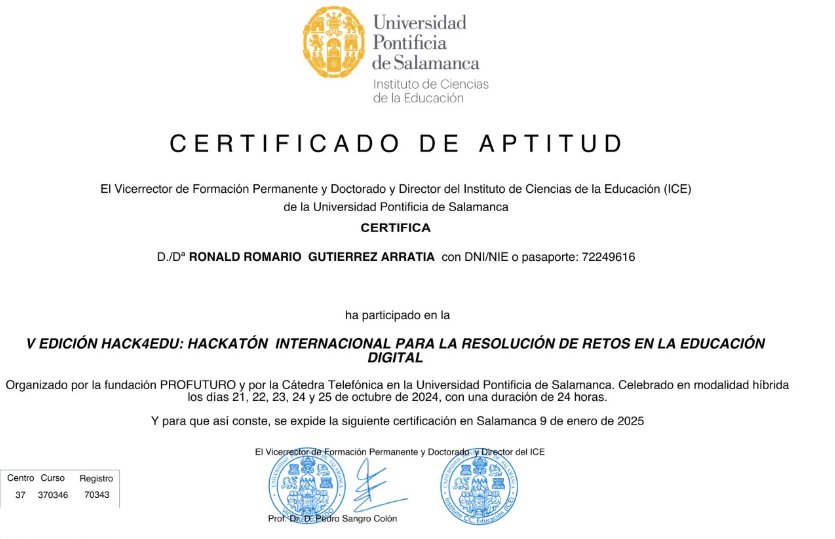 Universidad
Pontificia
de Salamanca
Instituto de Ciencias
de la Educación
CERTIFICADO DE APTITUD
El Vicerrector de Formación Permanente y Doctorado y Director del Instituto de Ciencias de la Educación (ICE)
de la Universidad Pontificia de Salamanca
CERTIFICA
D./Dª RONALD ROMARIO GUTIERREZ ARRATIA con DNI/NIE o pasaporte: 72249616
ha participado en la
V EDICIÓN HACK4EDU: HACKATÓN INTERNACIONAL PARA LA RESOLUCIÓN DE RETOS EN LA EDUCACIÓN
DIGITAL
Organizado por la fundación PROFUTURO y por la Cátedra Telefónica en la Universidad Pontificia de Salamanca. Celebrado en modalidad híbrida
los días 21, 22, 23, 24 y 25 de octubre de 2024, con una duración de 24 horas.
Y para que así conste, se expide la siguiente certificación en Salamanca 9 de enero de 2025
El Vicerrector de Formación Permanente y Doctorado y Director del ICE
Centro Curso Registro
37 370346 70343
Prof. Dr. D. Pedro Sangro Colón